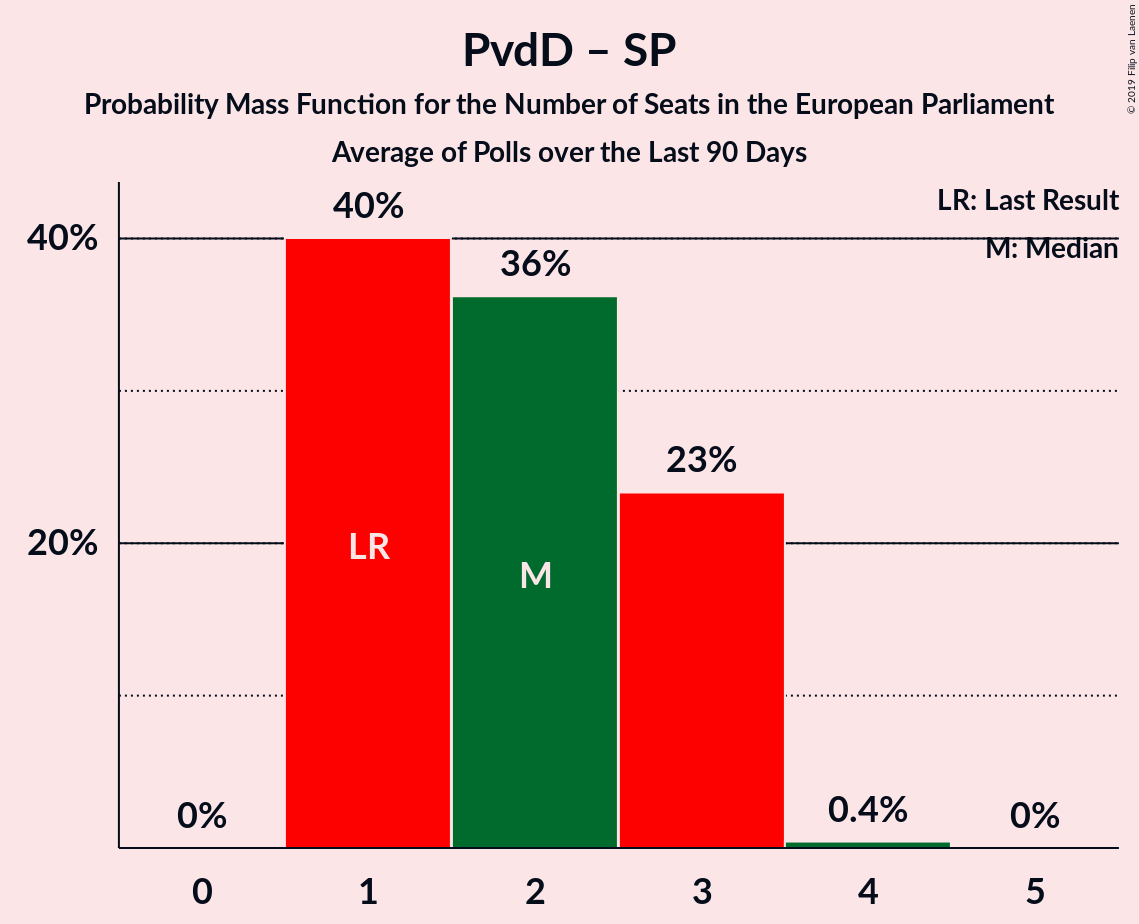 PvdD – SP
Probability Mass Function for the Number of Seats in the European Parliament
Average of Polls over the Last 90 Days
© 2019 Filip van Laenen
LR: Last Result
M: Median
40%
20%
0%
40%
36%
23%
0.4%
0%
LR
M
0
1
2
3
4
5